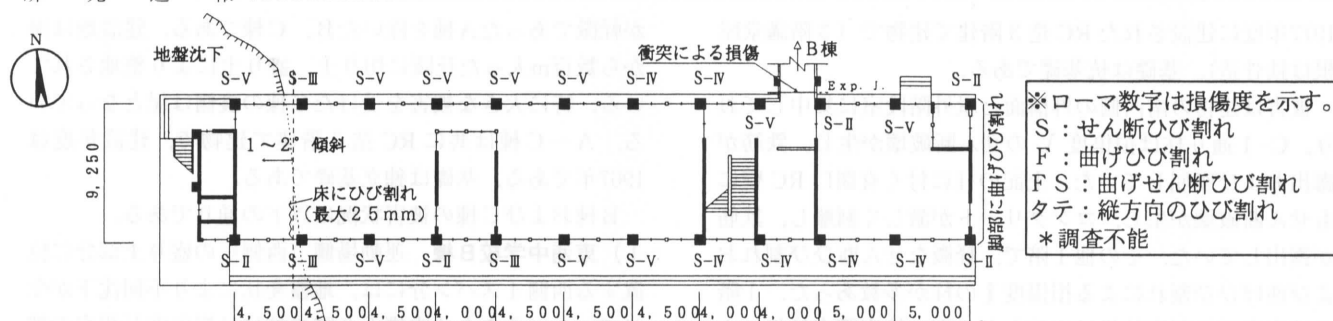 N
地盤沈下
衝突による損傷
B棟
Exp. J.
S-V S-III S-V S-V S-V S-V S-IV S-IV S-II
S-V S-II S-I
1~2°傾斜
9,250
床にひび割れ
(最大25mm)
脚部に曲げひび割れ
S-II S-II S-IV S-IV S-V S-V S-IV S-IV S-IV S-IV S-IV S-II
4,500 4,500 4,500 4,500 4,500 4,500 4,500 4,000 4,000 5,000 5,000
※ローマ数字は損傷度を示す。
S:せん断ひび割れ
F:曲げひび割れ
FS:曲げせん断ひび割れ
タテ:縦方向のひび割れ
*調査不能